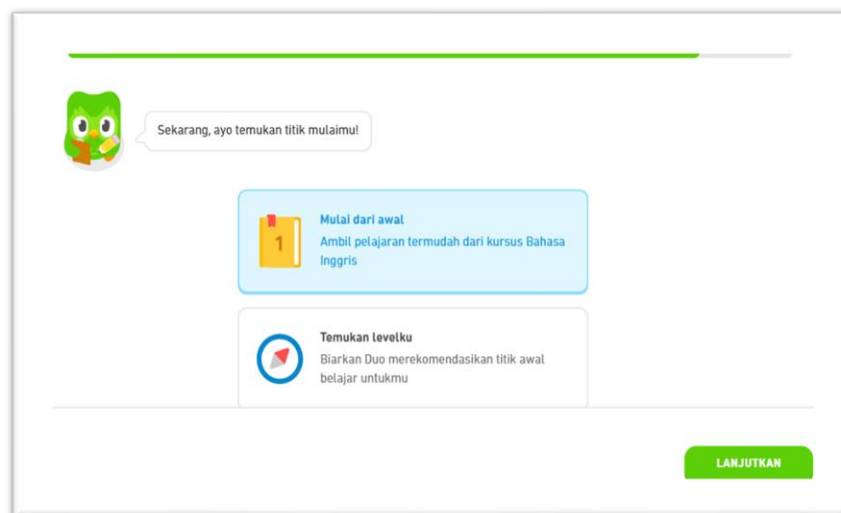 Sekarang, ayo temukan titik mulaimu!
1
Mulai dari awal
Ambil pelajaran termudah dari kursus Bahasa
Inggris
Temukan levelku
Biarkan Duo merekomendasikan titik awal
belajar untukmu
LANJUTKAN